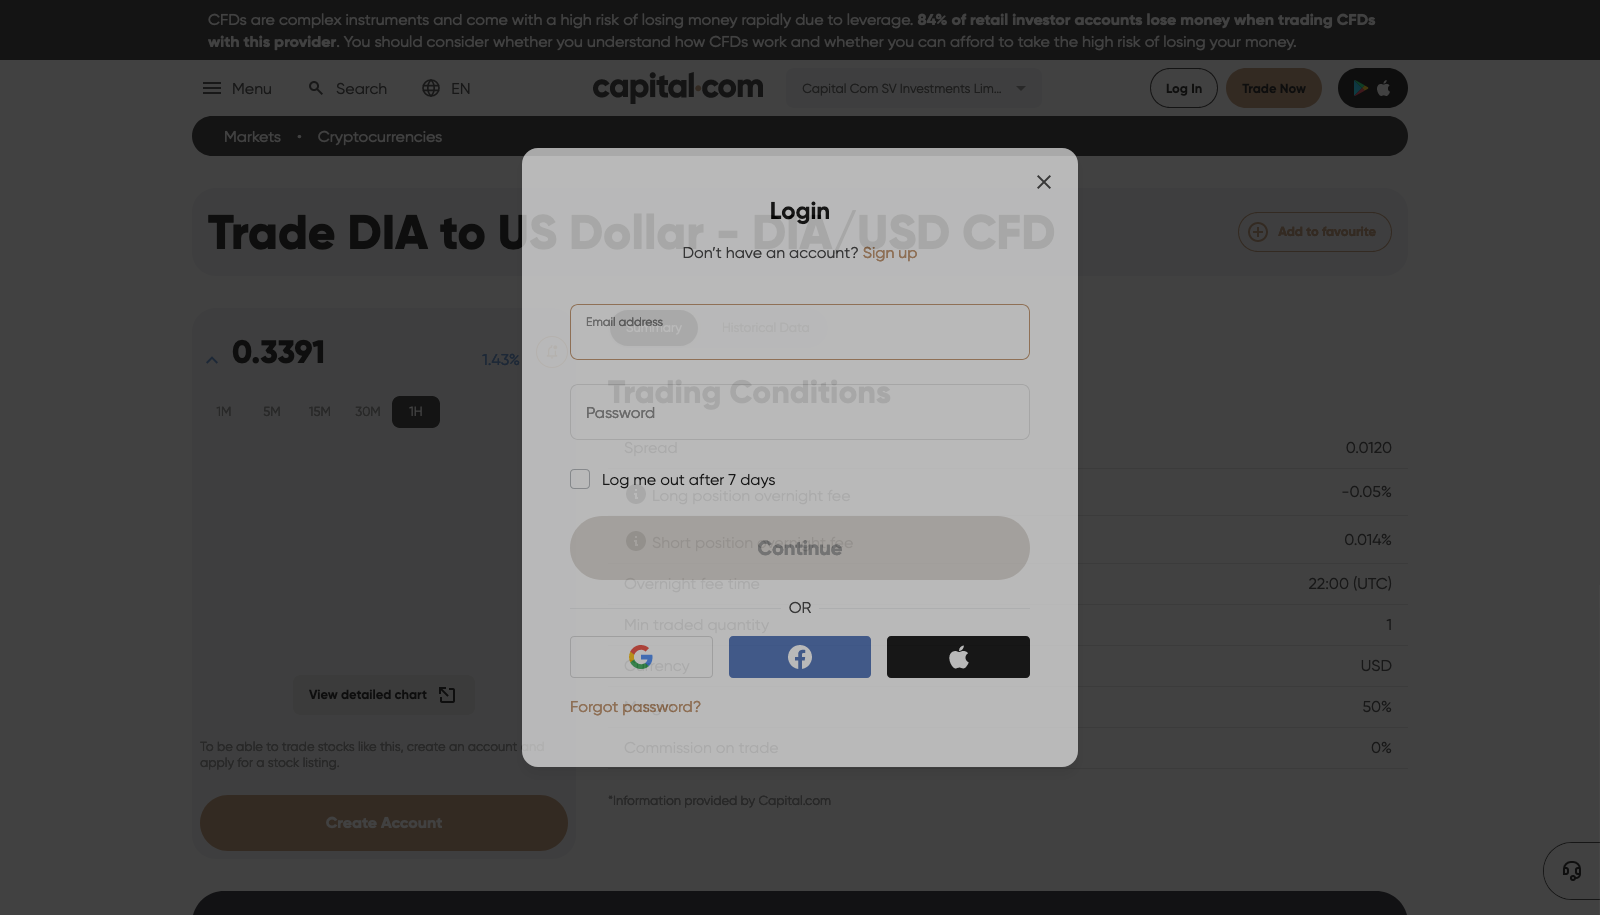 CFDs are complex instruments and come with a high risk of losing money rapidly due to leverage. 84% of retail investor accounts lose money when trading CFDs
with this provider. You should consider whether you understand how CFDs work and whether you can afford to take the high risk of losing your money.
Menu
Search
EN
capital.com
Capital Com SV Investments Lim...
Log In
Trade Now
Markets • Cryptocurrencies
Trade DIA to US Dollar - DIA/USD CFD
Add to favourite
0.3391
1.43%
1M 5M 15M 30M 1H
View detailed chart
To be able to trade stocks like this, create an account and
apply for a stock listing.
Create Account
Login
Don't have an account? Sign up
Email address
Password
Log me out after 7 days
Continue
OR
Forgot password?
Summary
Historical Data
Trading Conditions
Spread 0.0120
Long position overnight fee -0.05%
Short position overnight fee 0.014%
Overnight fee time 22:00 (UTC)
Min traded quantity 1
Currency USD
50%
Commission on trade 0%
*Information provided by Capital.com